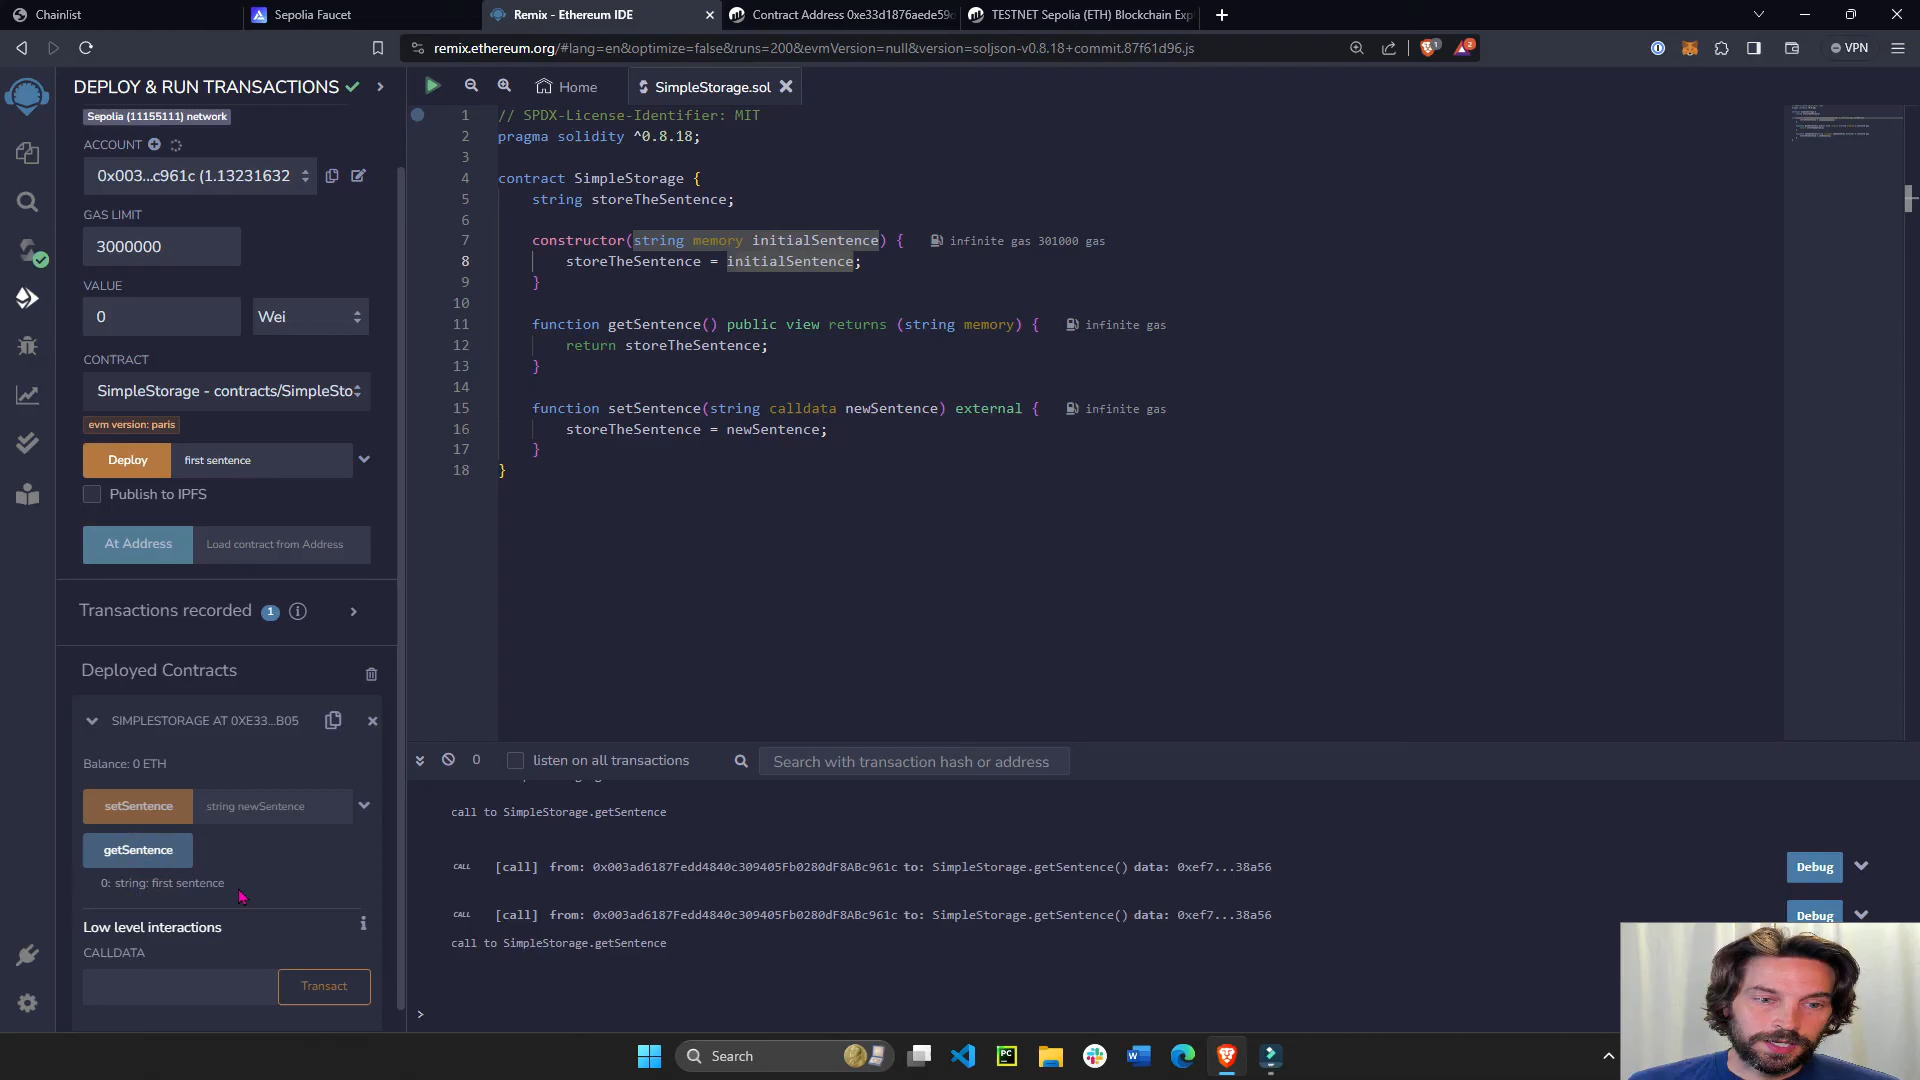 Chainlist
Sepolia Faucet
Remix - Ethereum IDE
Contract Address 0xe33d1876aede59c
TESTNET Sepolia (ETH) Blockchain Exp
remix.ethereum.org/#lang=en&optimize=false&runs=200&evmVersion=null&version=soljson-v0.8.18+commit.87f61d96.js
1
2
VPN
DEPLOY & RUN TRANSACTIONS
Sepolia (11155111) network
ACCOUNT
0x003...c961c (1.13231632
GAS LIMIT
3000000
VALUE
0
Wei
CONTRACT
SimpleStorage - contracts/SimpleSto
evm version: paris
Deploy
first sentence
Publish to IPFS
At Address
Load contract from Address
Transactions recorded
1
Deployed Contracts
SIMPLESTORAGE AT 0XE33...B05
Balance: 0 ETH
setSentence
string newSentence
getSentence
0: string: first sentence
Low level interactions
CALLDATA
Transact
Home
SimpleStorage.sol
1 // SPDX-License-Identifier: MIT
2 pragma solidity ^0.8.18;
3
4 contract SimpleStorage {
5 string storeTheSentence;
6
7 constructor(string memory initialSentence) { infinite gas 301000 gas
8 storeTheSentence = initialSentence;
9 }
10
11 function getSentence() public view returns (string memory) { infinite gas
12 return storeTheSentence;
13 }
14
15 function setSentence(string calldata newSentence) external { infinite gas
16 storeTheSentence = newSentence;
17 }
18 }
0
listen on all transactions
Search with transaction hash or address
call to SimpleStorage.getSentence
CALL [call] from: 0x003ad6187Fedd4840c309405Fb0280dF8ABc961c to: SimpleStorage.getSentence() data: 0xef7...38a56
Debug
CALL [call] from: 0x003ad6187Fedd4840c309405Fb0280dF8ABc961c to: SimpleStorage.getSentence() data: 0xef7...38a56
Debug
call to SimpleStorage.getSentence
>
Search
PC
W